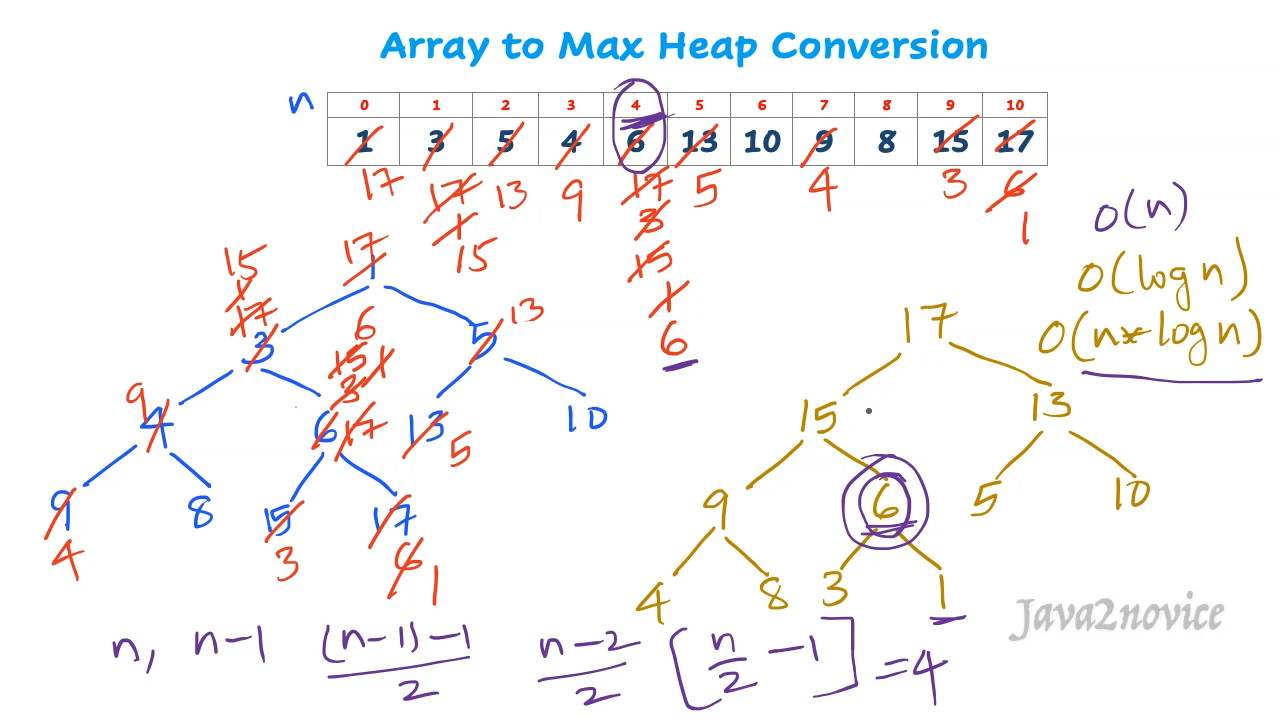 Array to Max Heap Conversion
n 0 1 2 3 4 5 6 7 8 9 10
1 3 5 4 6 13 10 9 8 15 17
17 17 13 9 17 5 4 3 6
1 3 1
15 15
1
6
O(n)
O(log n)
O(n*log n)
17
1
15
1
17
3
6
15 1
3
13
5
9
4
6 17
13
5
10
9
4
8
15
3
17
6
1
17
15 13
9 6 5 10
4 8 3 1
Java2novice
n, n-1 (n-1)-1/2 n-2/2 [n/2 -1] =4